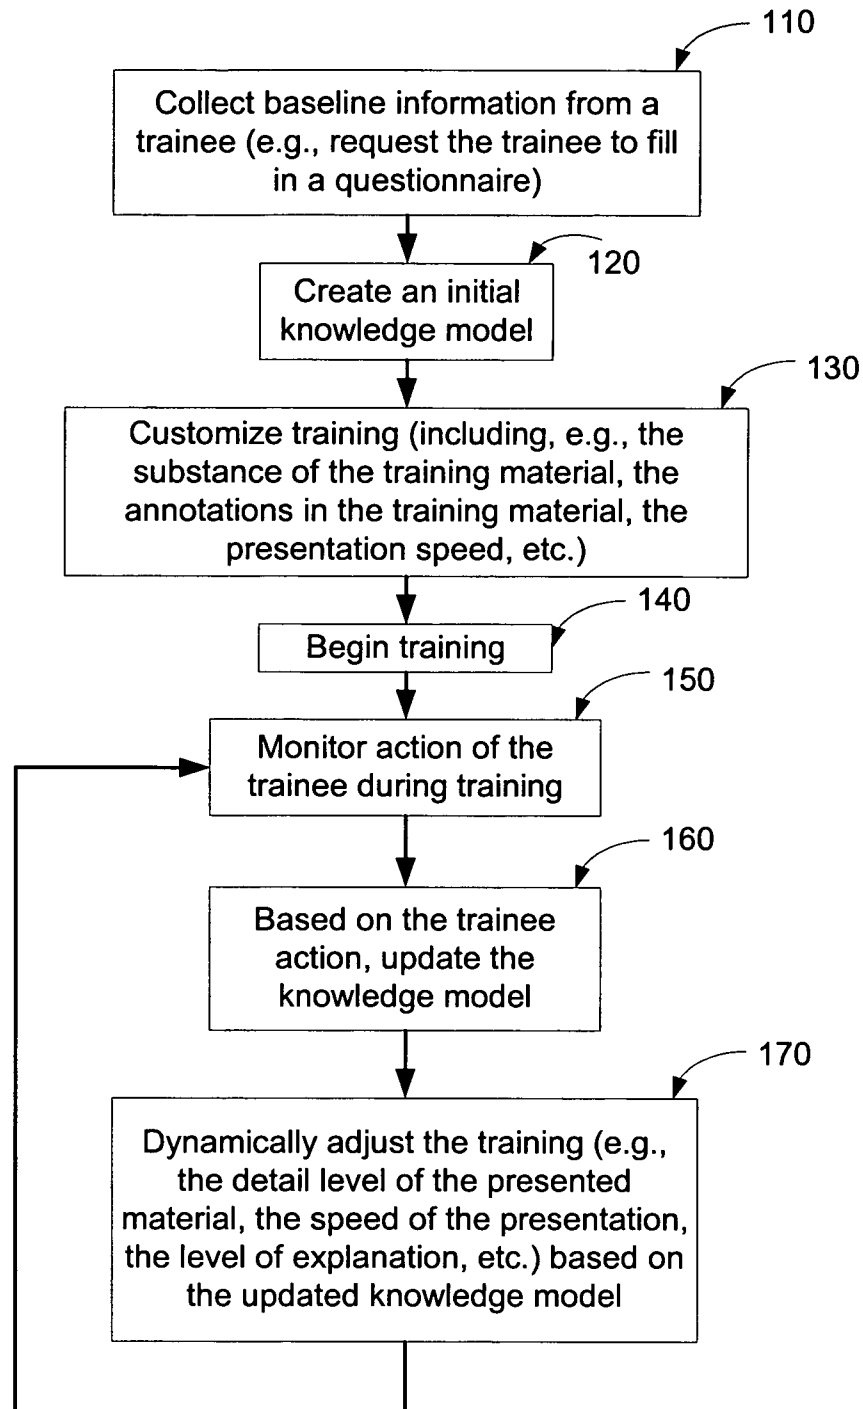 110
Collect baseline information from a
trainee (e.g., request the trainee to fill
in a questionnaire)
120
Create an initial
knowledge model
130
Customize training (including, e.g., the
substance of the training material, the
annotations in the training material, the
presentation speed, etc.)
140
Begin training
150
Monitor action of the
trainee during training
160
Based on the trainee
action, update the
knowledge model
170
Dynamically adjust the training (e.g.,
the detail level of the presented
material, the speed of the presentation,
the level of explanation, etc.) based on
the updated knowledge model